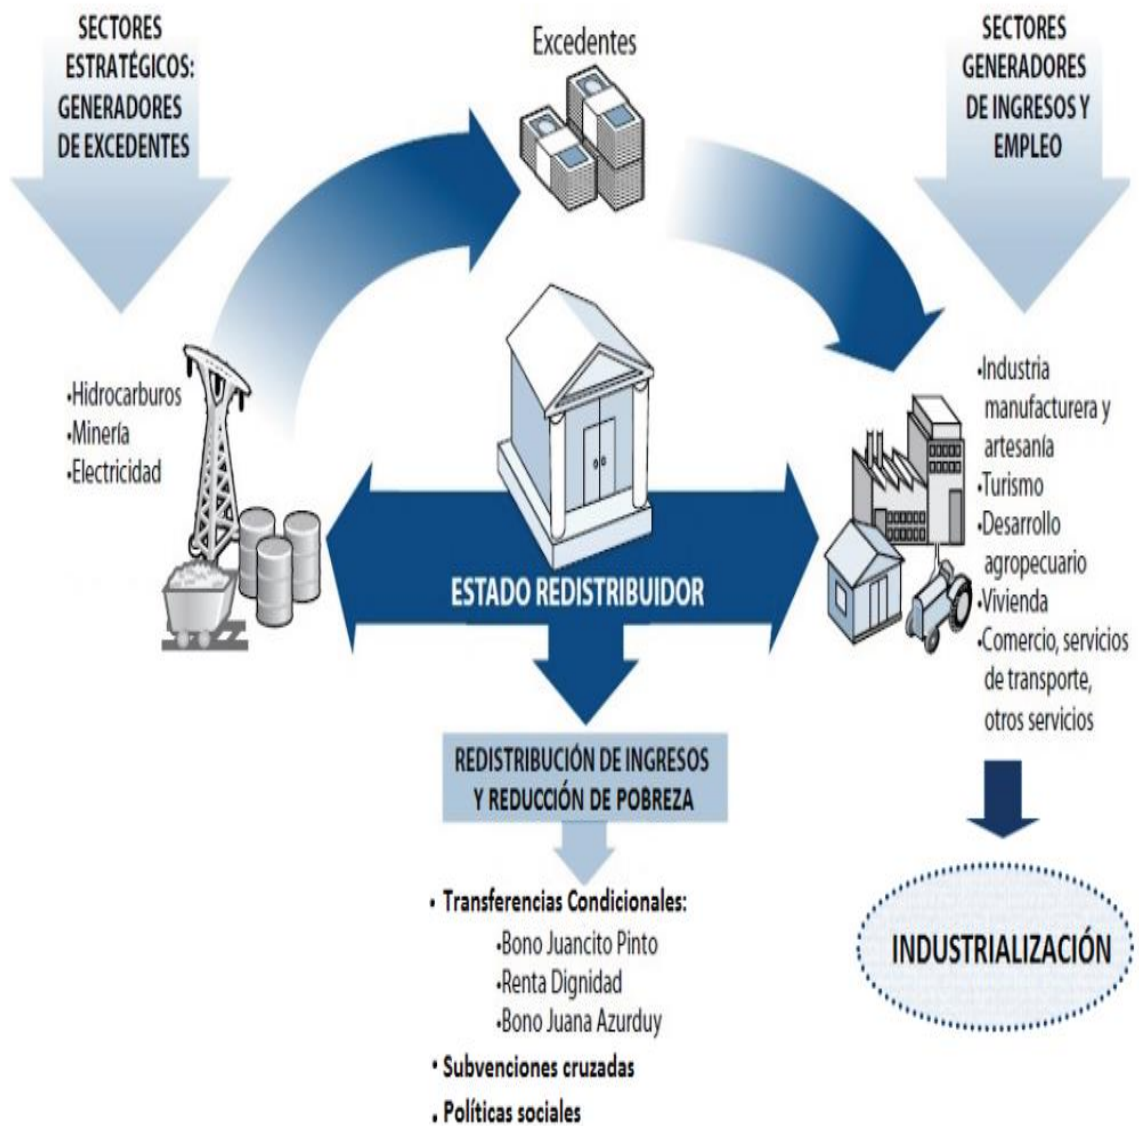 SECTORES
ESTRATÉGICOS:
GENERADORES
DE EXCEDENTES
Excedentes
SECTORES
GENERADORES
DE INGRESOS Y
EMPLEO
•Hidrocarburos
•Minería
•Electricidad
•Industria
manufacturera y
artesanía
•Turismo
•Desarrollo
agropecuario
•Vivienda
•Comercio, servicios
de transporte,
otros servicios
ESTADO REDISTRIBUIDOR
REDISTRIBUCIÓN DE INGRESOS
Y REDUCCIÓN DE POBREZA
• Transferencias Condicionales:
•Bono Juancito Pinto
•Renta Dignidad
•Bono Juana Azurduy
• Subvenciones cruzadas
. Políticas sociales
INDUSTRIALIZACIÓN